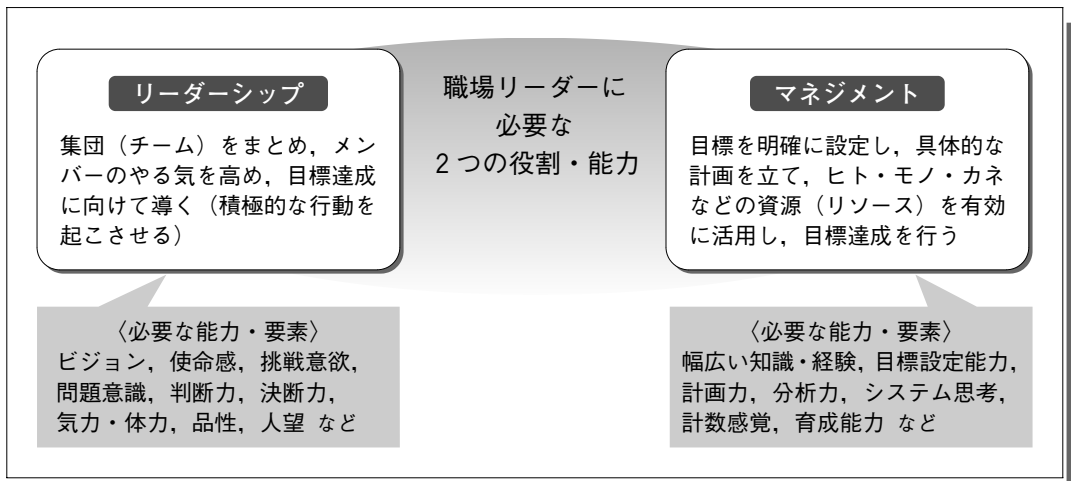 リーダーシップ
集団（チーム）をまとめ，メン
バーのやる気を高め，目標達成
に向けて導く（積極的な行動を
起こさせる）
〈必要な能力・要素〉
ビジョン，使命感，挑戦意欲，
問題意識，判断力，決断力，
気力・体力，品性，人望 など
職場リーダーに
必要な
2つの役割・能力
マネジメント
目標を明確に設定し，具体的な
計画を立て，ヒト・モノ・カネ
などの資源（リソース）を有効
に活用し，目標達成を行う
〈必要な能力・要素〉
幅広い知識・経験，目標設定能力，
計画力，分析力，システム思考，
計数感覚，育成能力 など